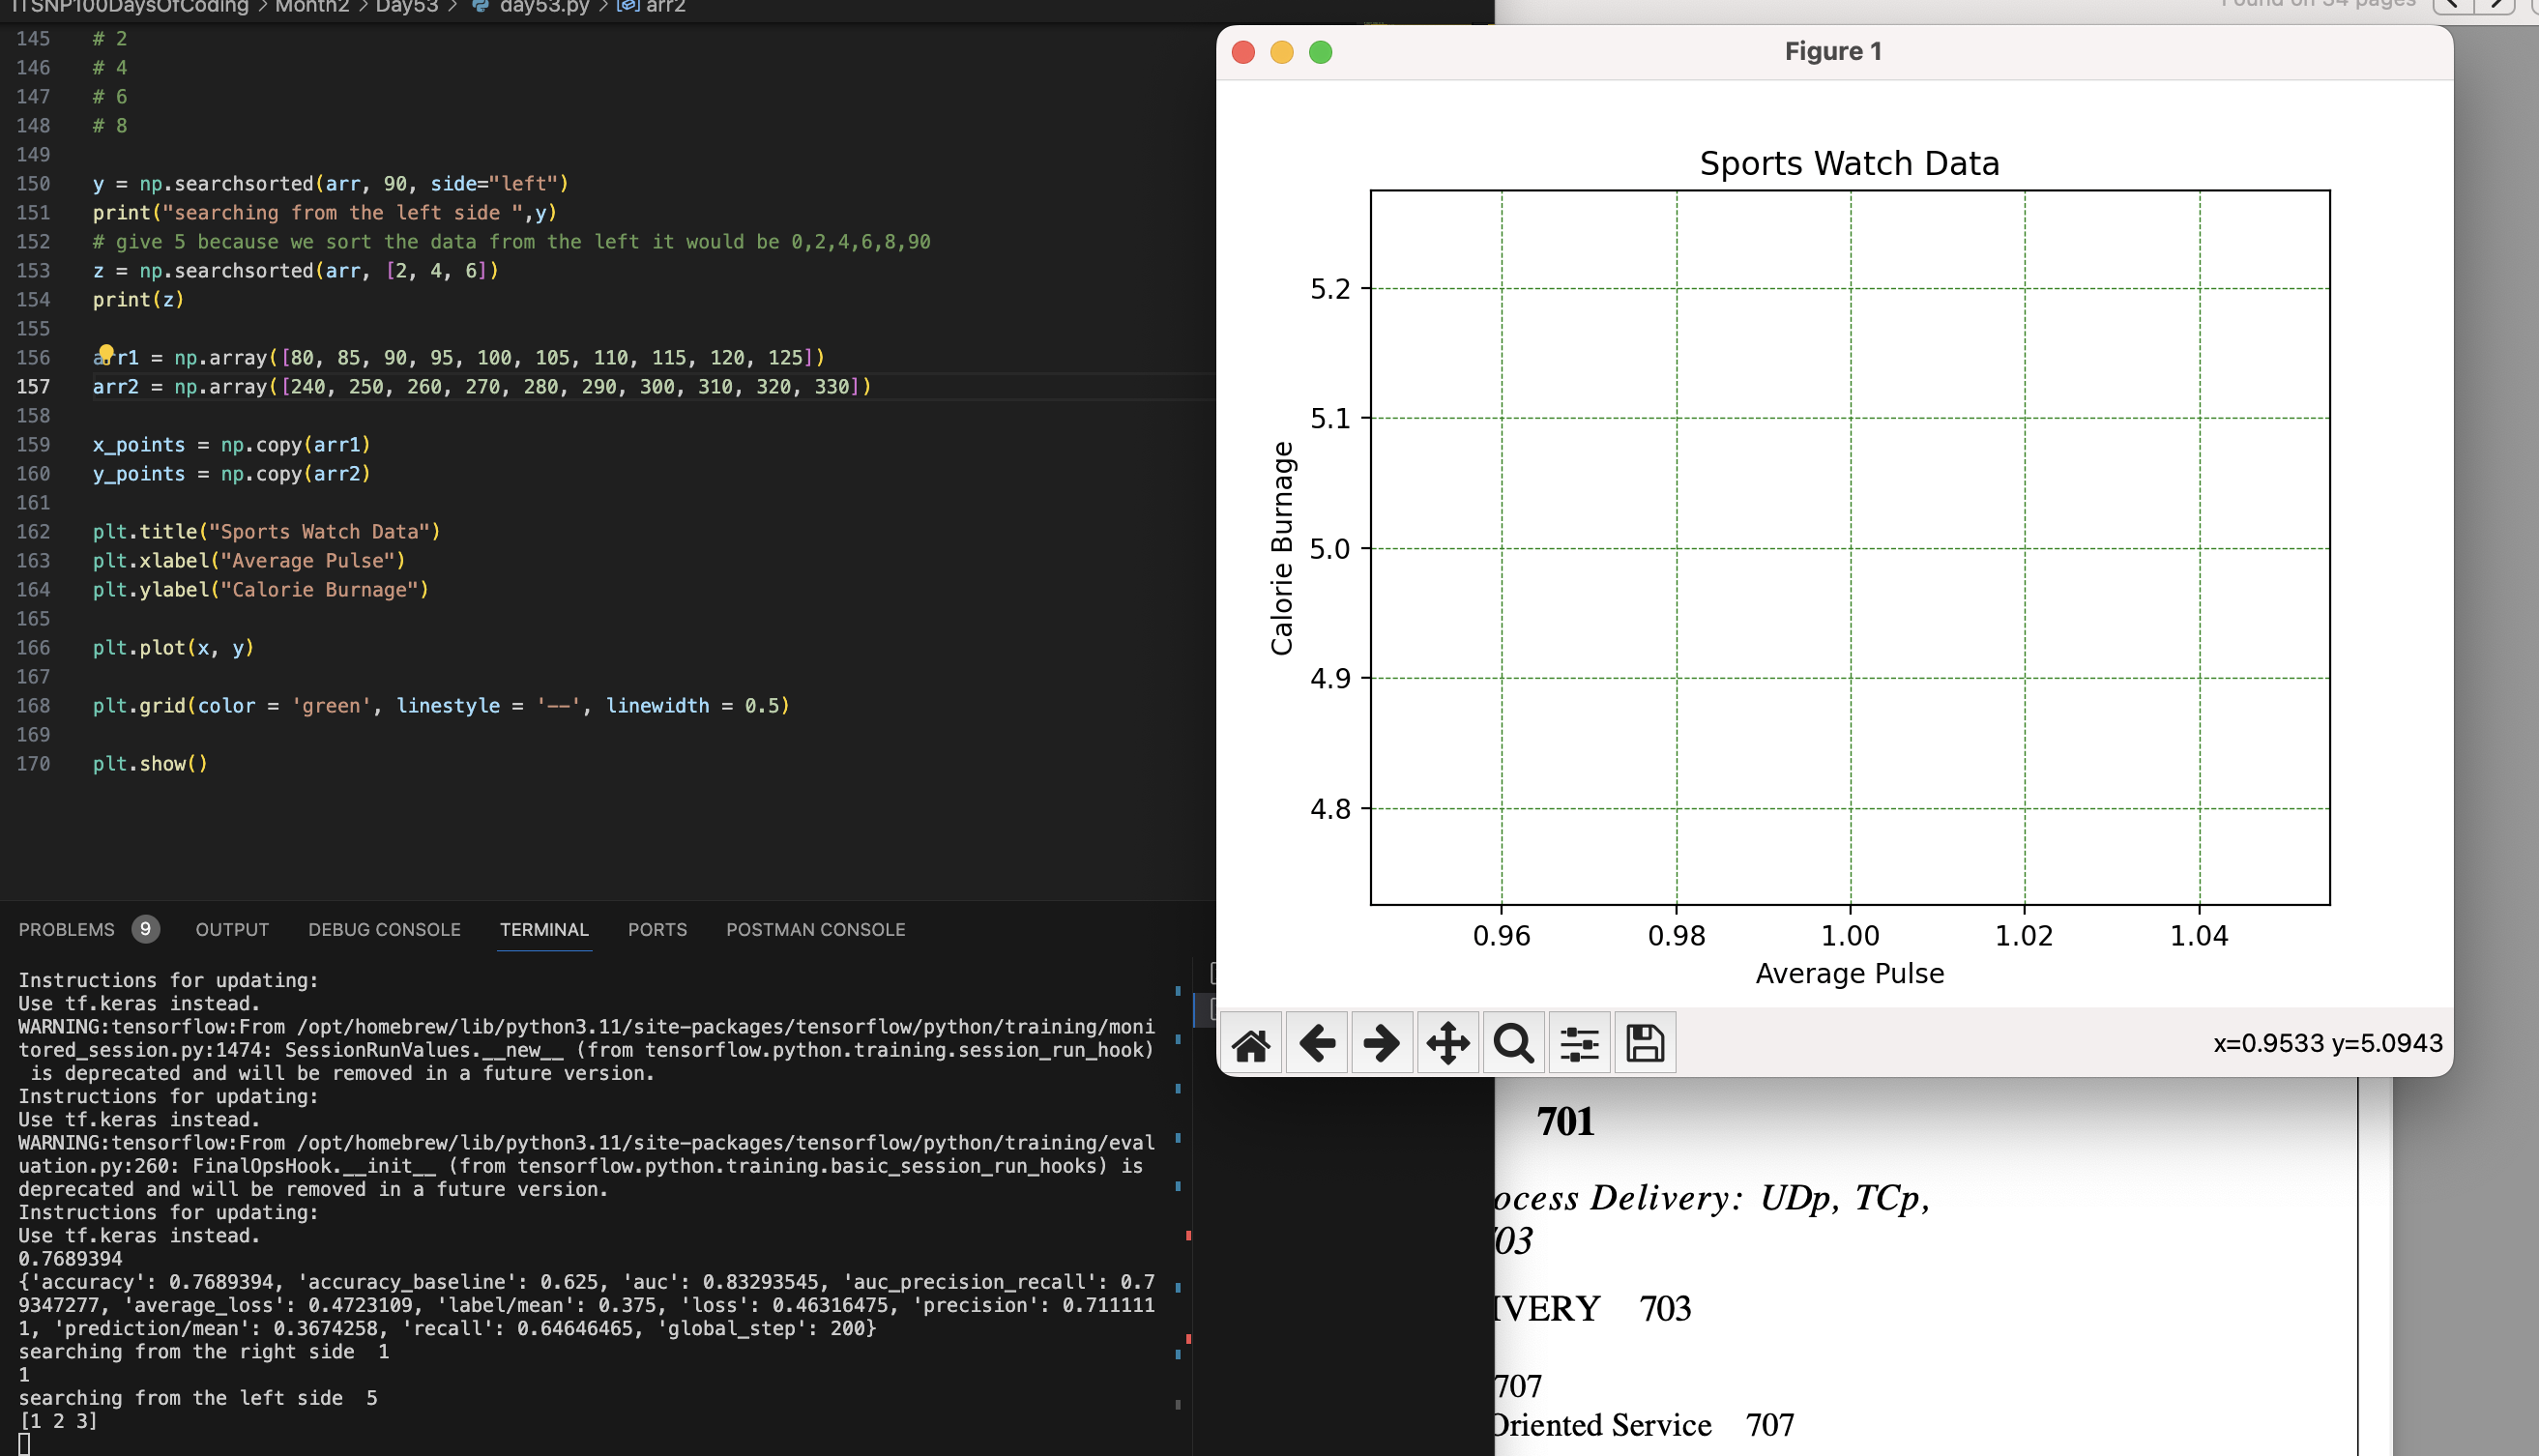 ITSNP100DaysOfCoding > Month2 > Day53 > day53.py > arr2
145 # 2
146 # 4
147 # 6
148 # 8
149
150 y = np.searchsorted(arr, 90, side="left")
151 print("searching from the left side ",y)
152 # give 5 because we sort the data from the left it would be 0,2,4,6,8,90
153 z = np.searchsorted(arr, [2, 4, 6])
154 print(z)
155
156 arr1 = np.array([80, 85, 90, 95, 100, 105, 110, 115, 120, 125])
157 arr2 = np.array([240, 250, 260, 270, 280, 290, 300, 310, 320, 330])
158
159 x_points = np.copy(arr1)
160 y_points = np.copy(arr2)
161
162 plt.title("Sports Watch Data")
163 plt.xlabel("Average Pulse")
164 plt.ylabel("Calorie Burnage")
165
166 plt.plot(x, y)
167
168 plt.grid(color = 'green', linestyle = '--', linewidth = 0.5)
169
170 plt.show()
PROBLEMS 9 OUTPUT DEBUG CONSOLE TERMINAL PORTS POSTMAN CONSOLE
Instructions for updating:
Use tf.keras instead.
WARNING:tensorflow:From /opt/homebrew/lib/python3.11/site-packages/tensorflow/python/training/moni
tored_session.py:1474: SessionRunValues.__new__ (from tensorflow.python.training.session_run_hook)
is deprecated and will be removed in a future version.
Instructions for updating:
Use tf.keras instead.
WARNING:tensorflow:From /opt/homebrew/lib/python3.11/site-packages/tensorflow/python/training/eval
uation.py:260: FinalOpsHook.__init__ (from tensorflow.python.training.basic_session_run_hooks) is
deprecated and will be removed in a future version.
Instructions for updating:
Use tf.keras instead.
0.7689394
{'accuracy': 0.7689394, 'accuracy_baseline': 0.625, 'auc': 0.83293545, 'auc_precision_recall': 0.7
9347277, 'average_loss': 0.4723109, 'label/mean': 0.375, 'loss': 0.46316475, 'precision': 0.711111
1, 'prediction/mean': 0.3674258, 'recall': 0.64646465, 'global_step': 200}
searching from the right side  1
1
searching from the left side  5
[1 2 3]
Found on 34 pages
Figure 1
Sports Watch Data
Calorie Burnage
5.2
5.1
5.0
4.9
4.8
0.96 0.98 1.00 1.02 1.04
Average Pulse
x=0.9533 y=5.0943
701
ocess Delivery: UDp, TCp,
03
IVERY 703
707
Oriented Service 707